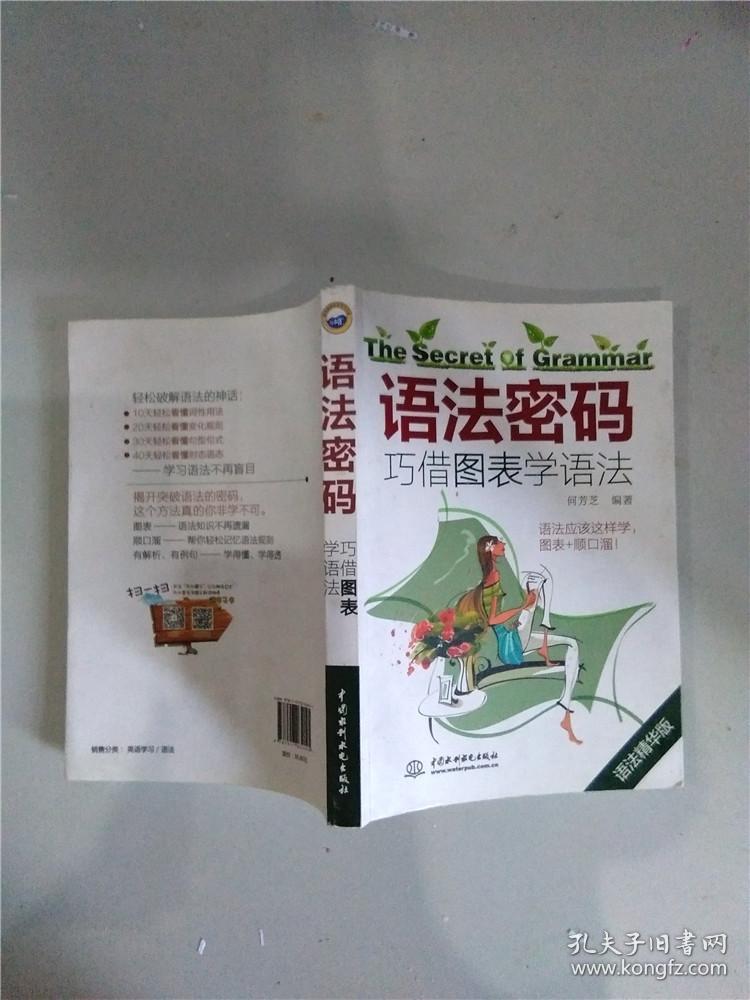 轻松破解语法的神话!
10天轻松看懂词性用法
20天轻松看懂变化规则
30天轻松看懂句型句式
40天轻松看懂时态语态
——学习语法不再盲目
揭开突破语法的密码,
这个方法真的你非学不可。
图表——语法知识不再遗漏
顺口溜——帮你轻松记忆语法规则
有解析、有例句——学得懂、学得透
扫一扫
销售分类:英语学习/语法
语法密码
巧借图表
学语法
中国水利水电出版社
The Secret of Grammar
语法密码
巧借图表学语法
何芳芝 编著
语法应该这样学,
图表+顺口溜!
中国水利水电出版社
www.waterpub.com.cn
语法精华版
孔夫子旧书网
www.kongfz.com